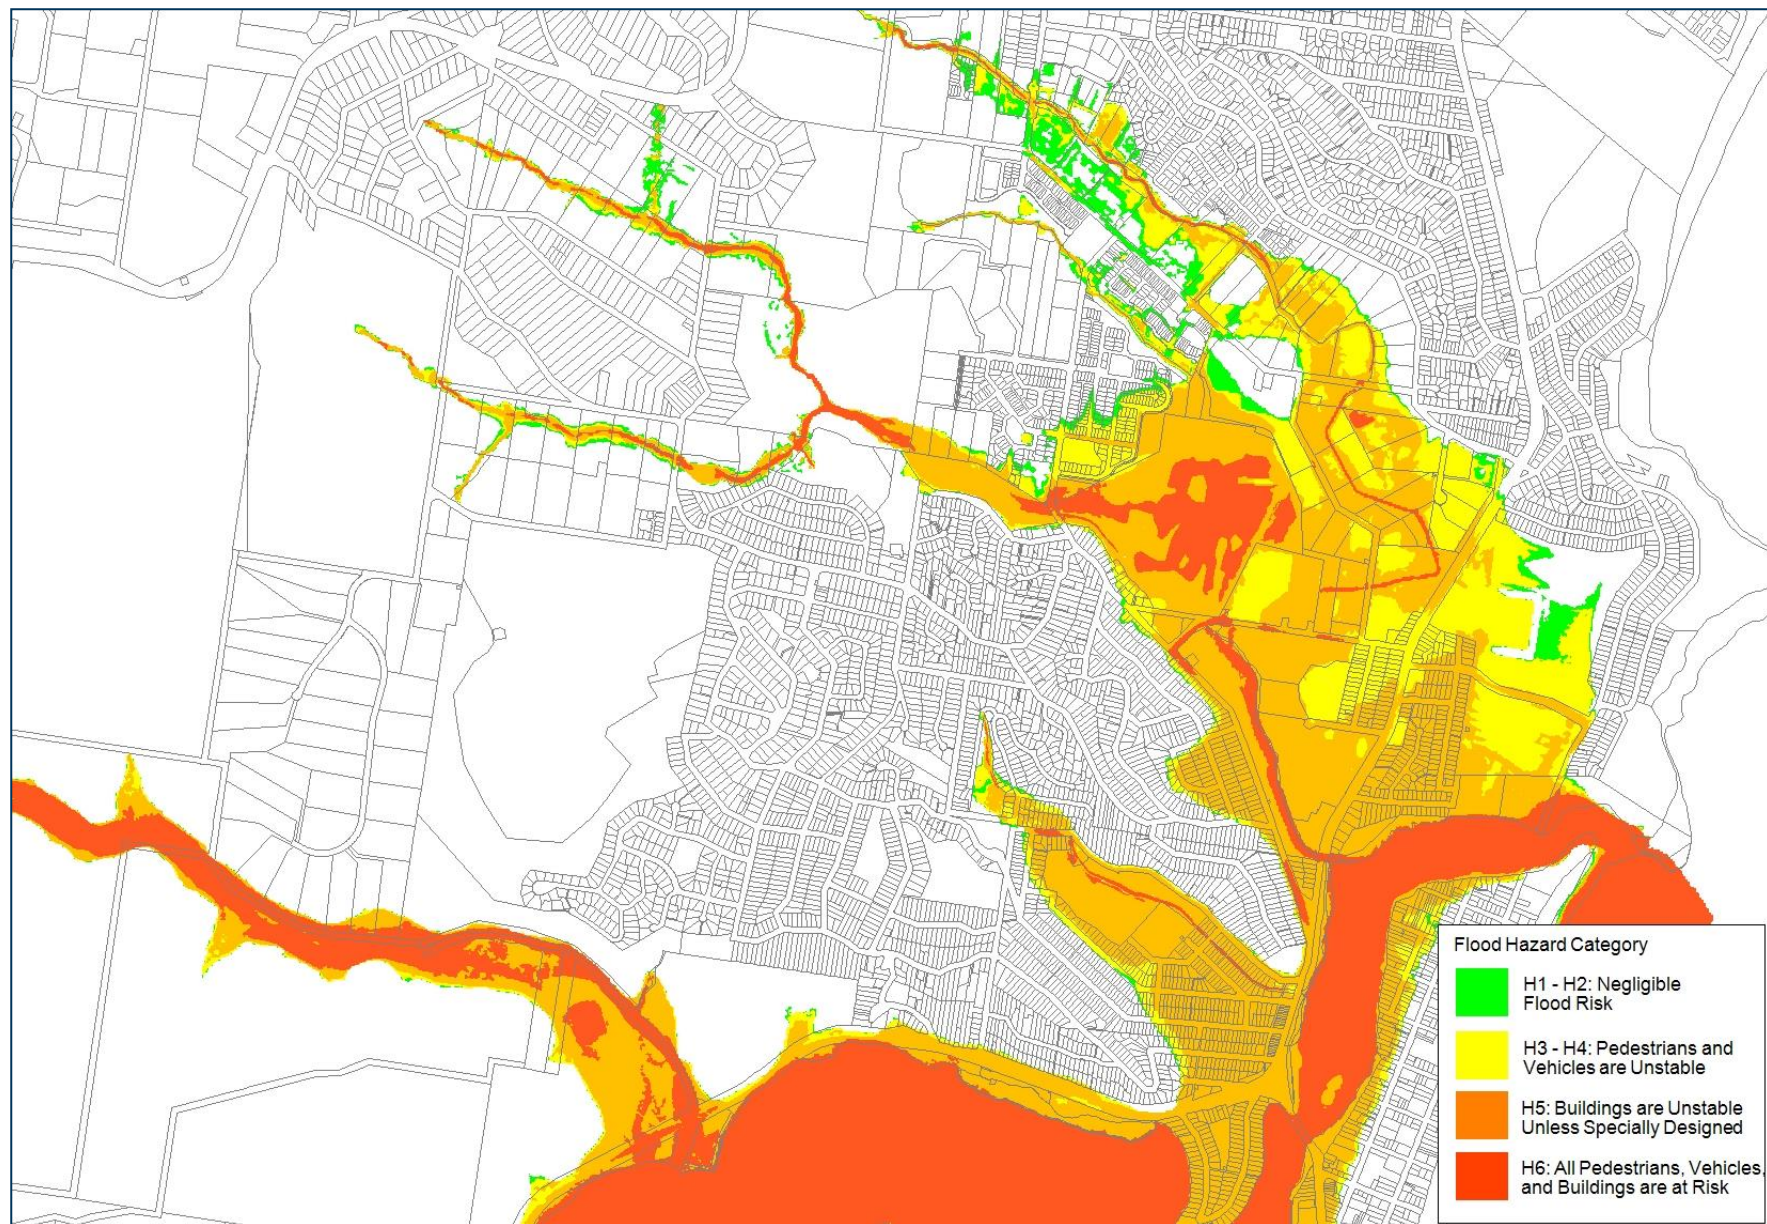 Flood Hazard Category
H1 - H2: Negligible
Flood Risk
H3 - H4: Pedestrians and
Vehicles are Unstable
H5: Buildings are Unstable
Unless Specially Designed
H6: All Pedestrians, Vehicles,
and Buildings are at Risk